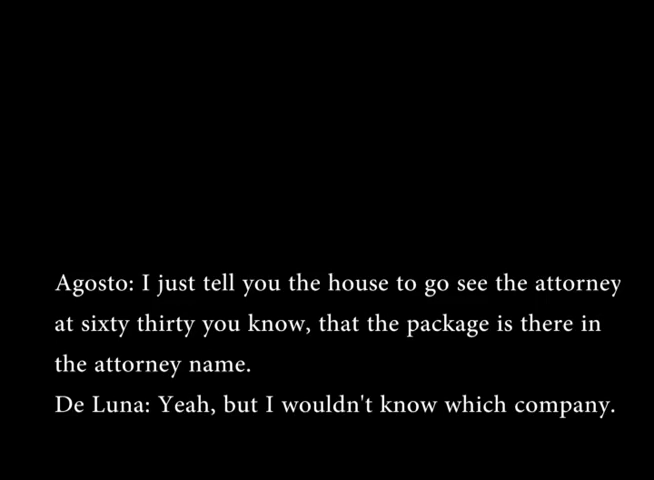 Agosto: I just tell you the house to go see the attorney
at sixty thirty you know, that the package is there in
the attorney name.
De Luna: Yeah, but I wouldn't know which company.